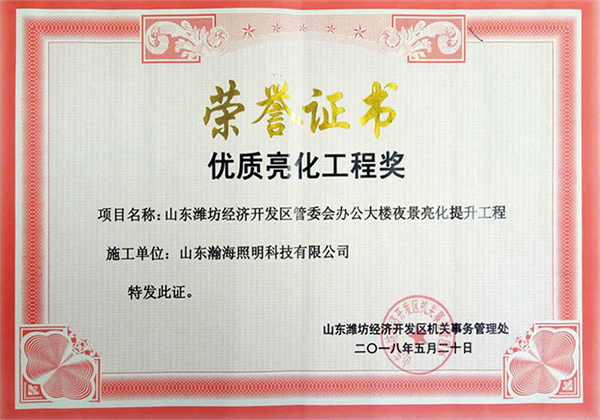 荣誉证书
优质亮化工程奖
项目名称：山东潍坊经济开发区管委会办公大楼夜景亮化提升工程
施工单位：山东瀚海照明科技有限公司
特发此证。
山东潍坊经济开发区机关事务管理处
二〇一八年五月二十日